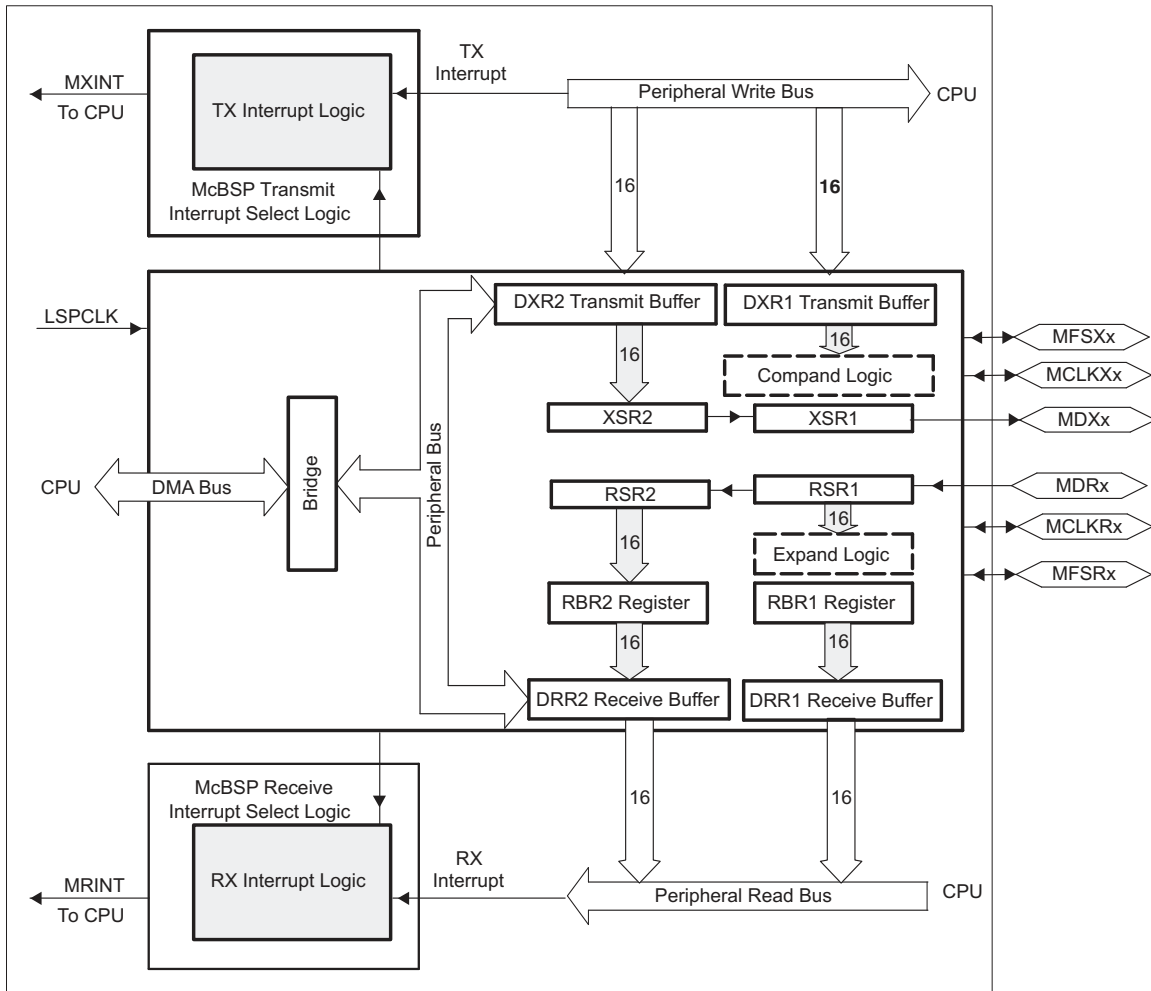 TX
Interrupt
MXINT
To CPU
TX Interrupt Logic
Peripheral Write Bus
CPU
McBSP Transmit
Interrupt Select Logic
16
16
LSPCLK
DXR2 Transmit Buffer
DXR1 Transmit Buffer
16
16
MFSXx
Compand Logic
MCLKXx
XSR2
XSR1
MDXx
CPU
DMA Bus
Bridge
Peripheral Bus
RSR2
RSR1
MDRx
16
16
MCLKRx
Expand Logic
MFSRx
RBR2 Register
RBR1 Register
16
16
DRR2 Receive Buffer
DRR1 Receive Buffer
McBSP Receive
Interrupt Select Logic
16
16
RX
Interrupt
MRINT
To CPU
RX Interrupt Logic
Peripheral Read Bus
CPU